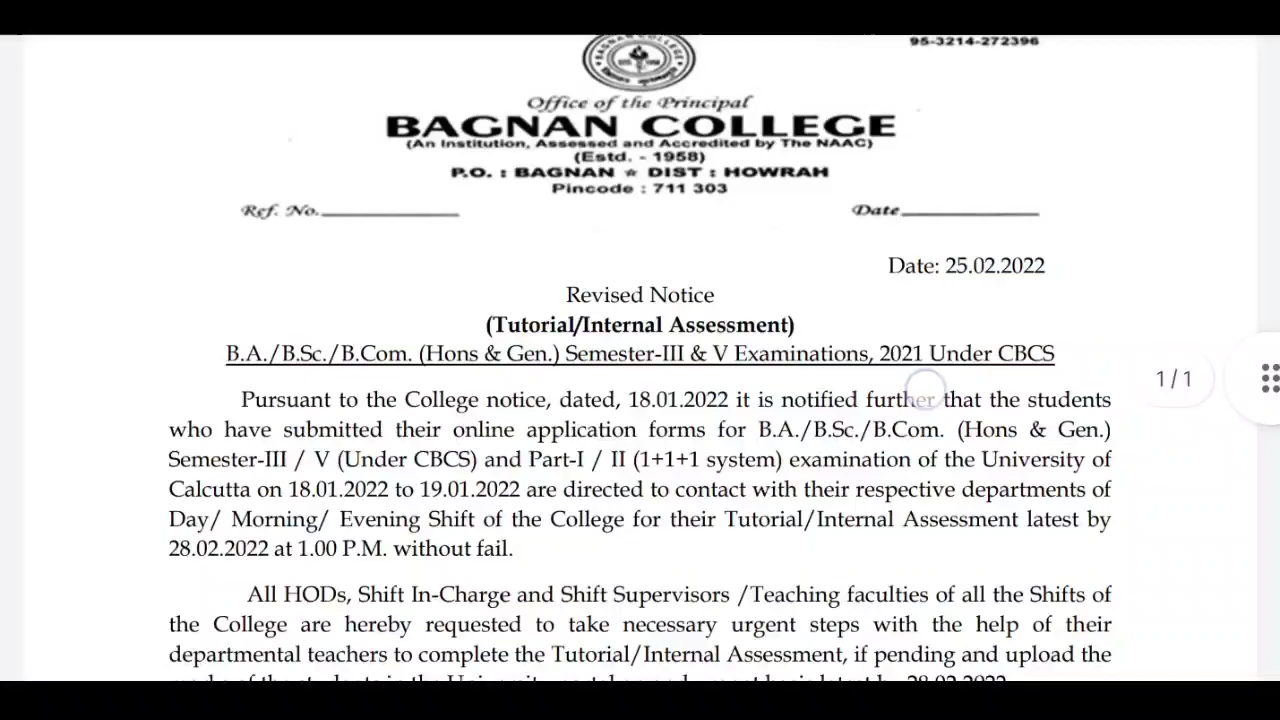 95-3214-272396
BAGNAN COLLEGE
Office of the Principal
BAGNAN COLLEGE
(An Institution, Assessed and Accredited by The NAAC)
(Estd. - 1958)
P.O. : BAGNAN ☆ DIST : HOWRAH
Pincode : 711 303
Ref. No.
Date
Date: 25.02.2022
Revised Notice
(Tutorial/Internal Assessment)
B.A./B.Sc./B.Com. (Hons & Gen.) Semester-III & V Examinations, 2021 Under CBCS
Pursuant to the College notice, dated, 18.01.2022 it is notified further that the students
who have submitted their online application forms for B.A./B.Sc./B.Com. (Hons & Gen.)
Semester-III / V (Under CBCS) and Part-I / II (1+1+1 system) examination of the University of
Calcutta on 18.01.2022 to 19.01.2022 are directed to contact with their respective departments of
Day/ Morning/ Evening Shift of the College for their Tutorial/Internal Assessment latest by
28.02.2022 at 1.00 P.M. without fail.
All HODs, Shift In-Charge and Shift Supervisors /Teaching faculties of all the Shifts of
the College are hereby requested to take necessary urgent steps with the help of their
departmental teachers to complete the Tutorial/Internal Assessment, if pending and upload the
1/1